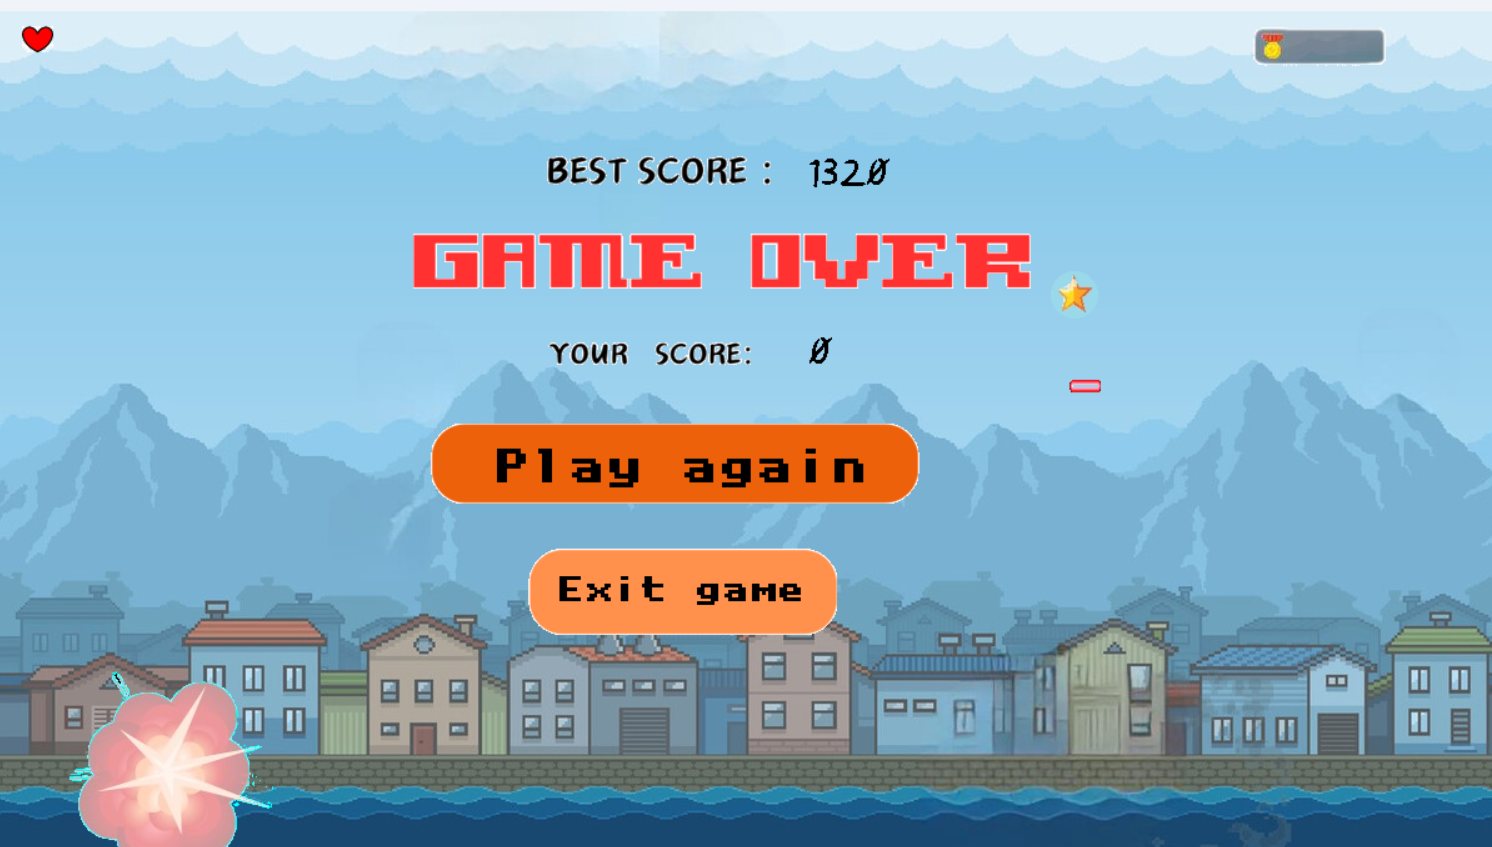 BEST SCORE : 1320
GAME OVER
YOUR SCORE: 0
Play again
Exit game